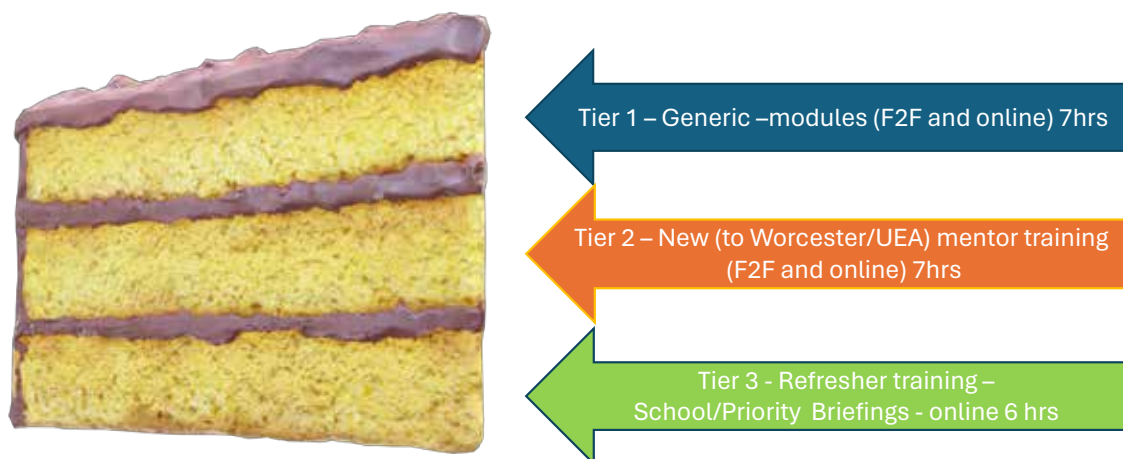 Tier 1 – Generic –modules (F2F and online) 7hrs
Tier 2 – New (to Worcester/UEA) mentor training
(F2F and online) 7hrs
Tier 3 - Refresher training –
School/Priority Briefings - online 6 hrs